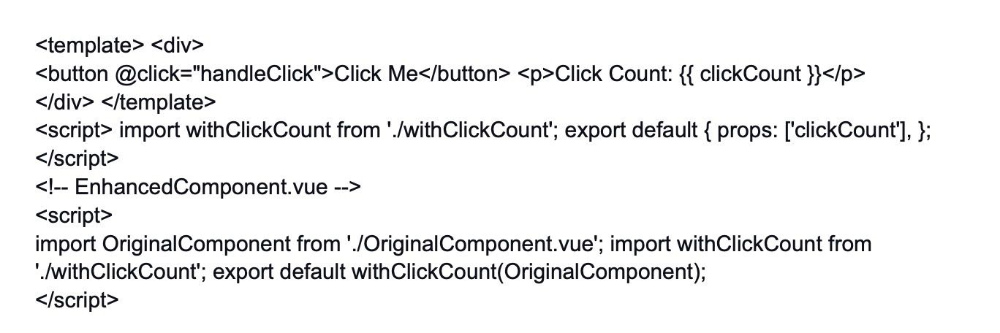 <template> <div>
<button @click="handleClick">Click Me</button> <p>Click Count: {{ clickCount }}</p>
</div> </template>
<script> import withClickCount from './withClickCount'; export default { props: ['clickCount'], };
</script>
<!-- EnhancedComponent.vue -->
<script>
import OriginalComponent from './OriginalComponent.vue'; import withClickCount from
'./withClickCount'; export default withClickCount(OriginalComponent);
</script>